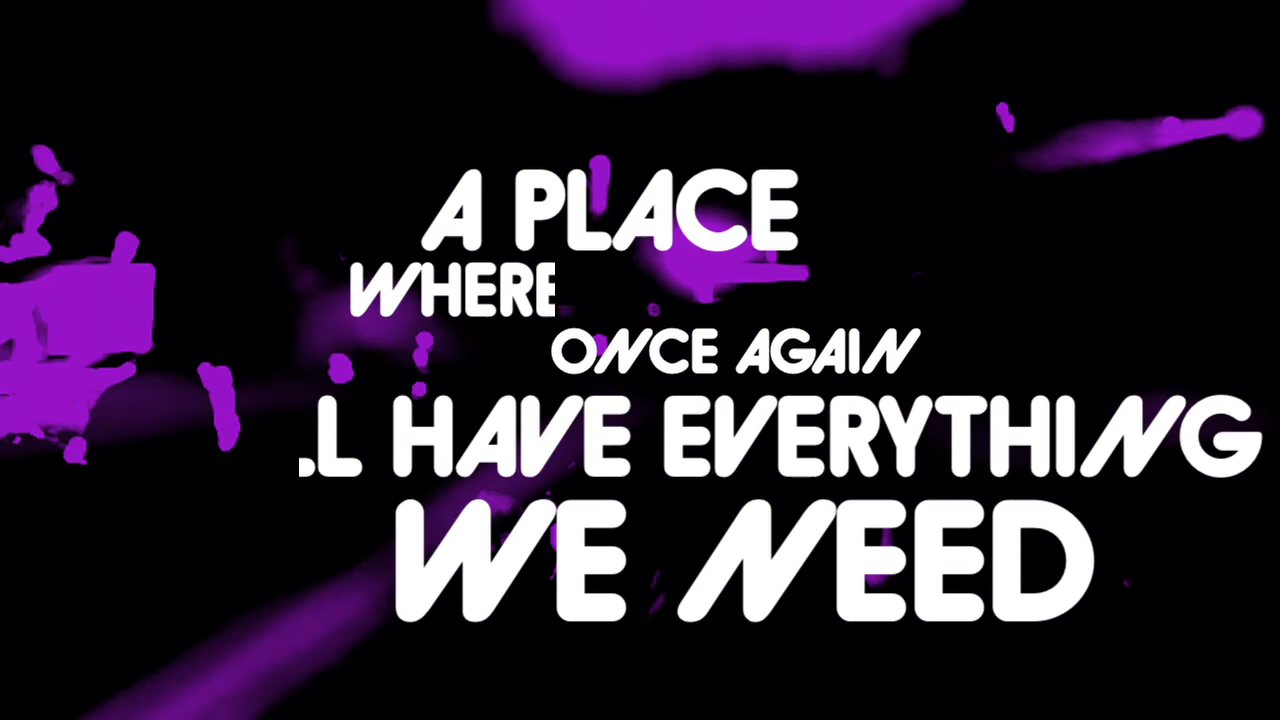 A PLACE
WHERE
ONCE AGAIN
L HAVE EVERYTHING
WE NEED